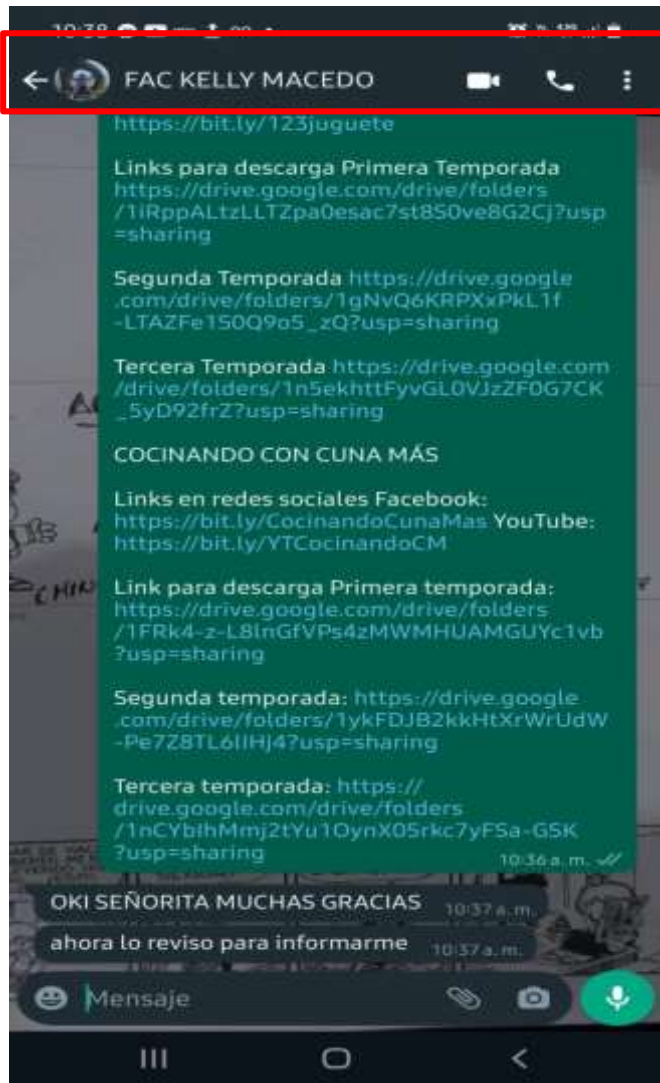 10:38
FAC KELLY MACEDO
https://bit.ly/123juguete
Links para descarga Primera Temporada
https://drive.google.com/drive/folders
/1iRppALtzLLTZpa0esac7st8S0ve8G2Cj?usp
=sharing
Segunda Temporada https://drive.google
.com/drive/folders/1gNvQ6KRPXxPkL1f
-LTAZFe1S0Q9o5_zQ?usp=sharing
Tercera Temporada https://drive.google.com
/drive/folders/1n5ekhttFyvGL0VJzZF0G7CK
_5yD92frZ?usp=sharing
COCINANDO CON CUNA MÁS
Links en redes sociales Facebook:
https://bit.ly/CocinandoCunaMas YouTube:
https://bit.ly/YTCocinandoCM
Link para descarga Primera temporada:
https://drive.google.com/drive/folders
/1FRk4-z-L8lnGfVPs4zMWMHUAMGUYc1vb
?usp=sharing
Segunda temporada: https://drive.google
.com/drive/folders/1ykFDJB2kkHtXrWrUdW
-Pe7Z8TL6IIHj4?usp=sharing
Tercera temporada: https://
drive.google.com/drive/folders
/1nCYbihMmj2tYu1OynX05rkc7yFSa-GSK
?usp=sharing
10:36 a. m.
OKI SEÑORITA MUCHAS GRACIAS 10:37 a. m.
ahora lo reviso para informarme 10:37 a. m.
Mensaje